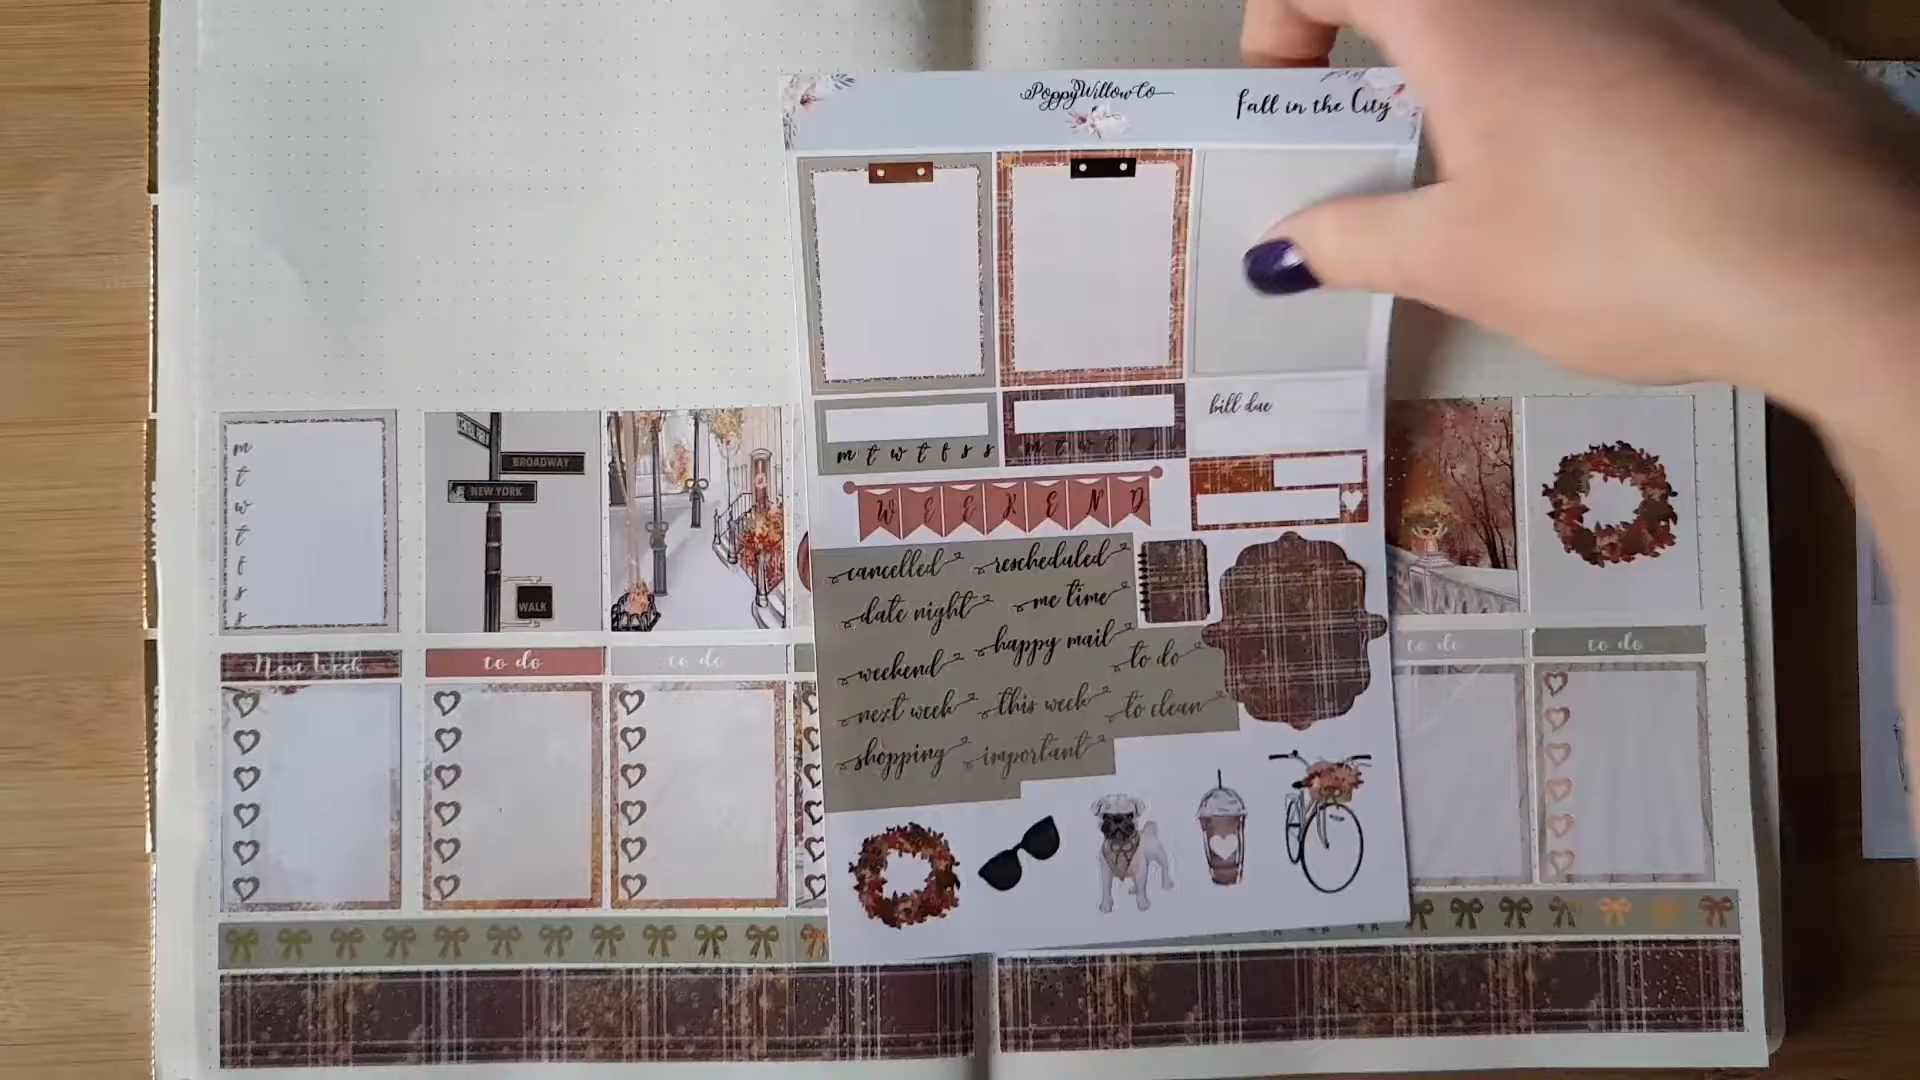 PoppyWillowCo
Fall in the City
bill due
m t w t f s s
m t w t
WEEKEND
cancelled rescheduled
date night me time
weekend happy mail to do
next week this week to clean
shopping important
m
t
w
t
f
s
s
BROADWAY
NEW YORK
WALK
Next Week
to do
to do
to do
to do